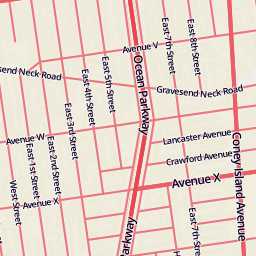 Avenue V
East 7th Street
East 8th Street
Ocean Parkway
send Neck Road
Gravesend Neck Road
East 5th Street
East 4th Street
East 3rd Street
Avenue W
Lancaster Avenue
Crawford Avenue
Coney Island Avenue
East 2nd Street
East 1st Street
West Street
Avenue X
Avenue X
East 7th
Parkway